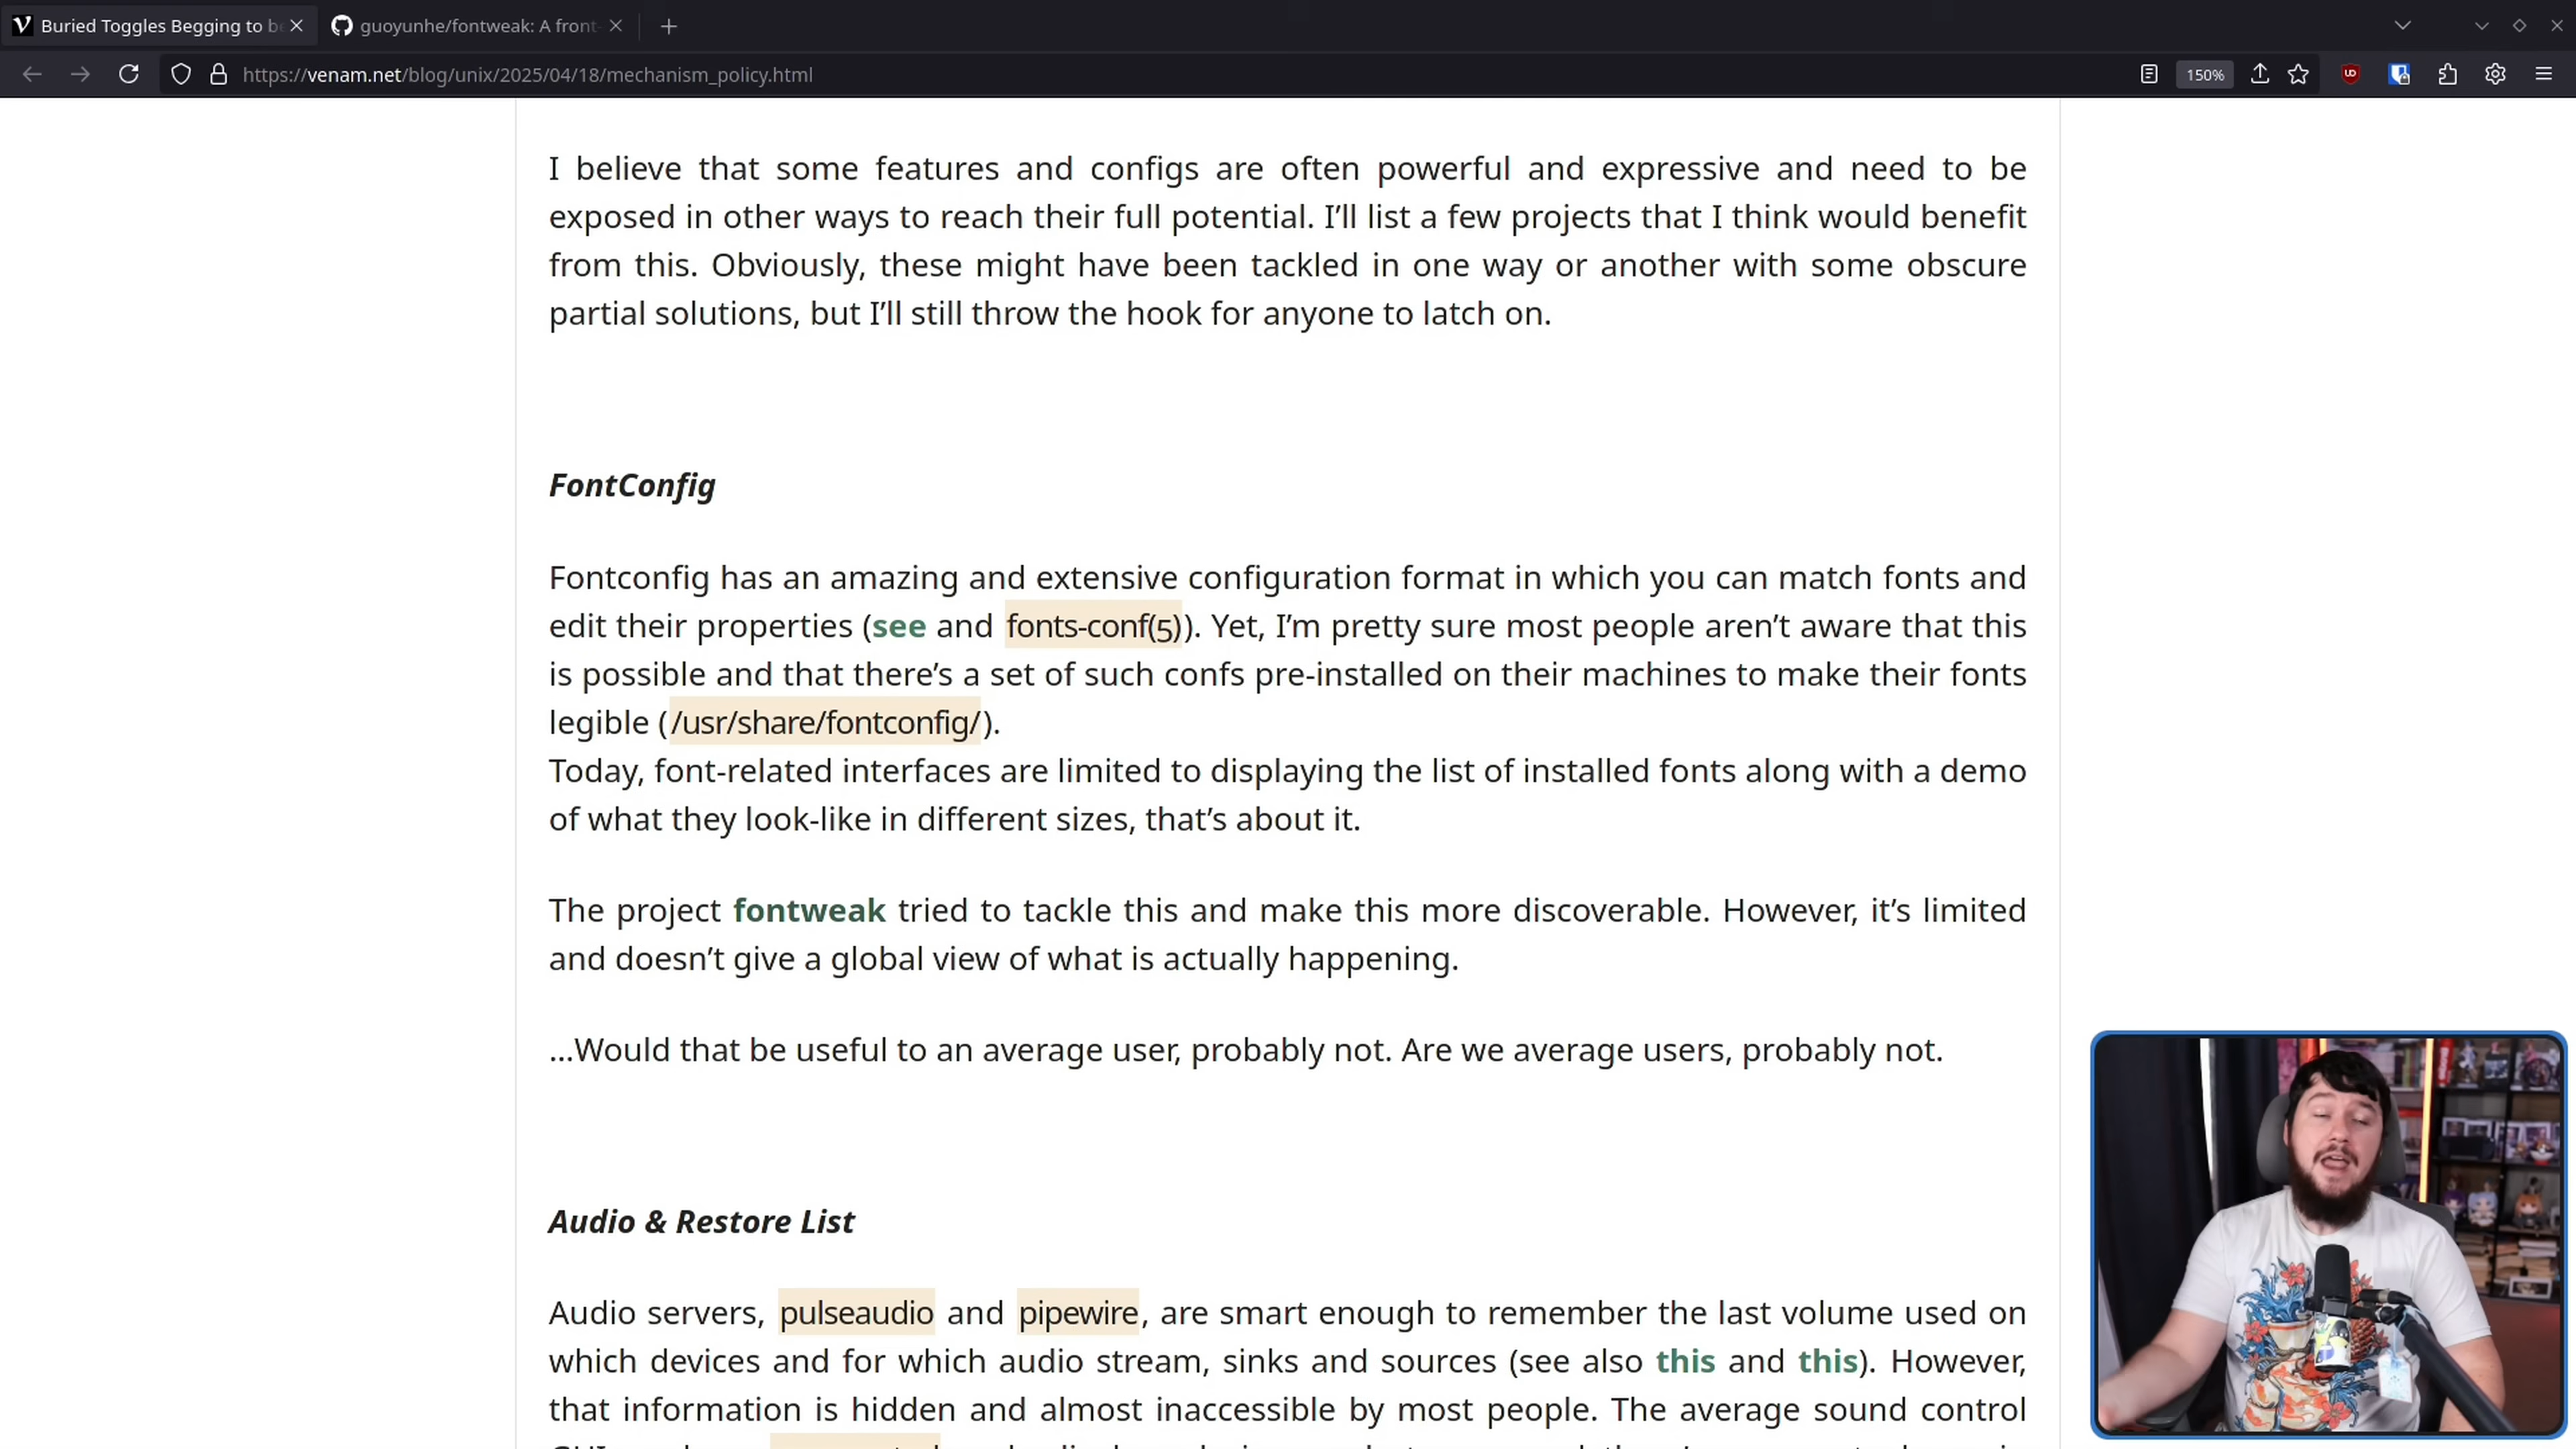 Buried Toggles Begging to be
guoyunhe/fontweak: A front-
https://venam.net/blog/unix/2025/04/18/mechanism_policy.html
150%
I believe that some features and configs are often powerful and expressive and need to be
exposed in other ways to reach their full potential. I’ll list a few projects that I think would benefit
from this. Obviously, these might have been tackled in one way or another with some obscure
partial solutions, but I’ll still throw the hook for anyone to latch on.
FontConfig
Fontconfig has an amazing and extensive configuration format in which you can match fonts and
edit their properties (see and fonts-conf(5)). Yet, I’m pretty sure most people aren’t aware that this
is possible and that there’s a set of such confs pre-installed on their machines to make their fonts
legible (/usr/share/fontconfig/).
Today, font-related interfaces are limited to displaying the list of installed fonts along with a demo
of what they look-like in different sizes, that’s about it.
The project fontweak tried to tackle this and make this more discoverable. However, it’s limited
and doesn’t give a global view of what is actually happening.
…Would that be useful to an average user, probably not. Are we average users, probably not.
Audio & Restore List
Audio servers, pulseaudio and pipewire, are smart enough to remember the last volume used on
which devices and for which audio stream, sinks and sources (see also this and this). However,
that information is hidden and almost inaccessible by most people. The average sound control